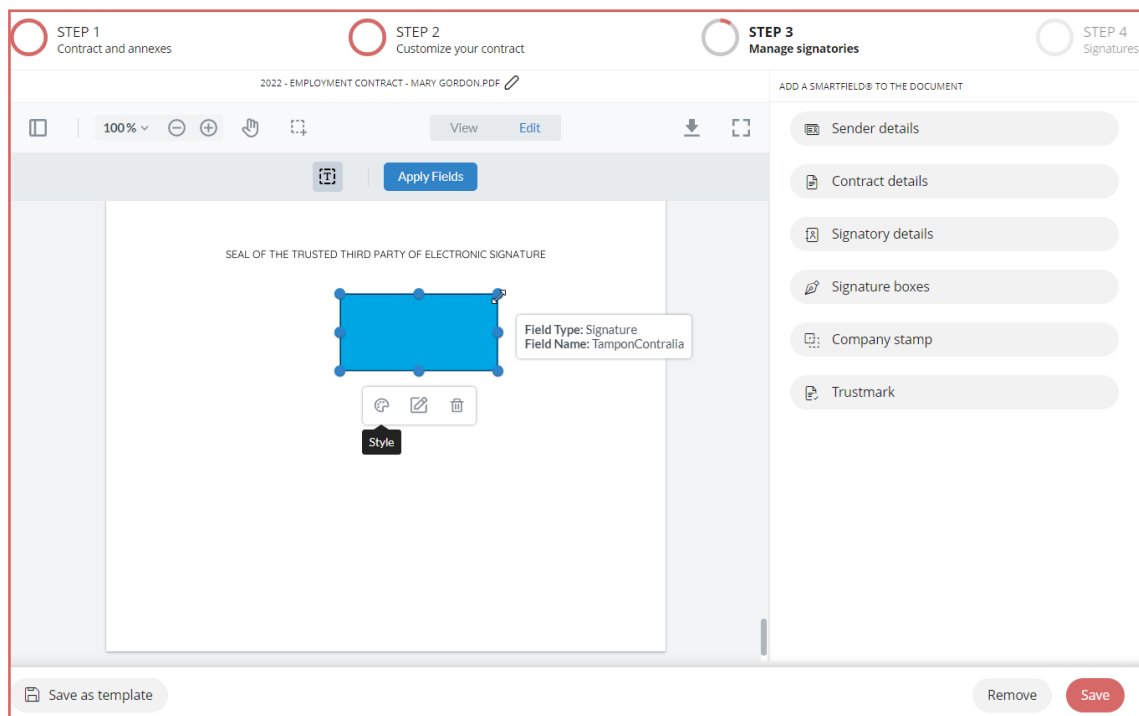 STEP 1
Contract and annexes
STEP 2
Customize your contract
STEP 3
Manage signatories
STEP 4
Signatures
2022 - EMPLOYMENT CONTRACT - MARY GORDON.PDF
ADD A SMARTFIELD® TO THE DOCUMENT
100%
View
Edit
Apply Fields
Sender details
Contract details
Signatory details
Signature boxes
Company stamp
Trustmark
SEAL OF THE TRUSTED THIRD PARTY OF ELECTRONIC SIGNATURE
Field Type: Signature
Field Name: TamponContralia
Style
Save as template
Remove
Save